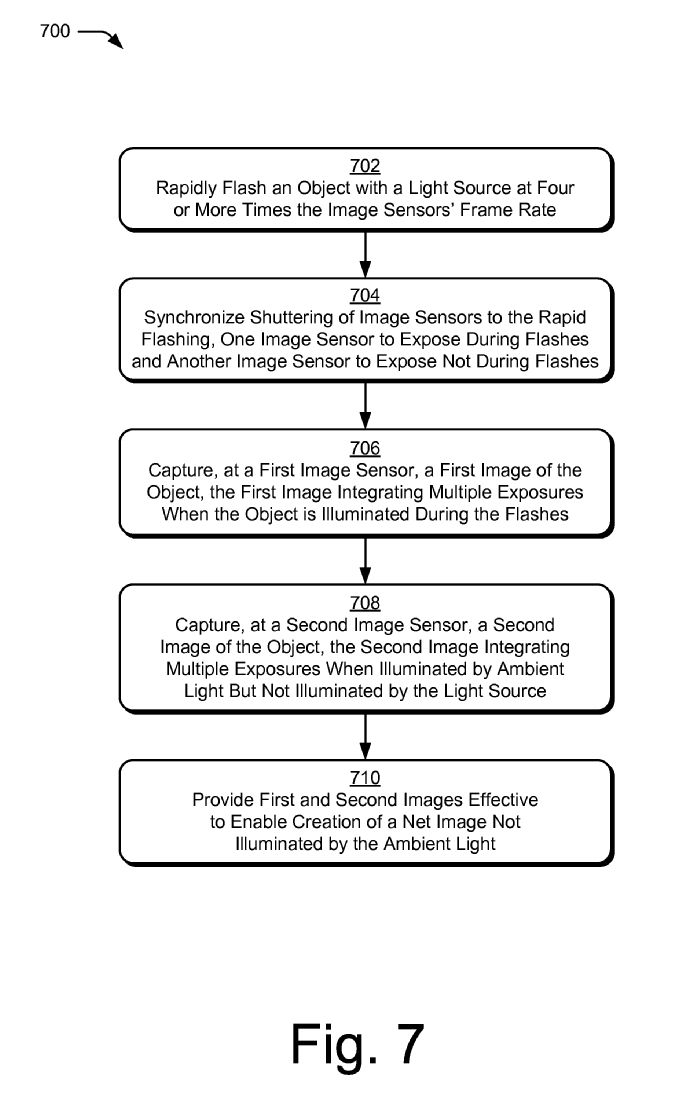 700
702
Rapidly Flash an Object with a Light Source at Four
or More Times the Image Sensors’ Frame Rate
704
Synchronize Shuttering of Image Sensors to the Rapid
Flashing, One Image Sensor to Expose During Flashes
and Another Image Sensor to Expose Not During Flashes
706
Capture, at a First Image Sensor, a First Image of the
Object, the First Image Integrating Multiple Exposures
When the Object is Illuminated During the Flashes
708
Capture, at a Second Image Sensor, a Second
Image of the Object, the Second Image Integrating
Multiple Exposures When Illuminated by Ambient
Light But Not Illuminated by the Light Source
710
Provide First and Second Images Effective
to Enable Creation of a Net Image Not
Illuminated by the Ambient Light
Fig. 7